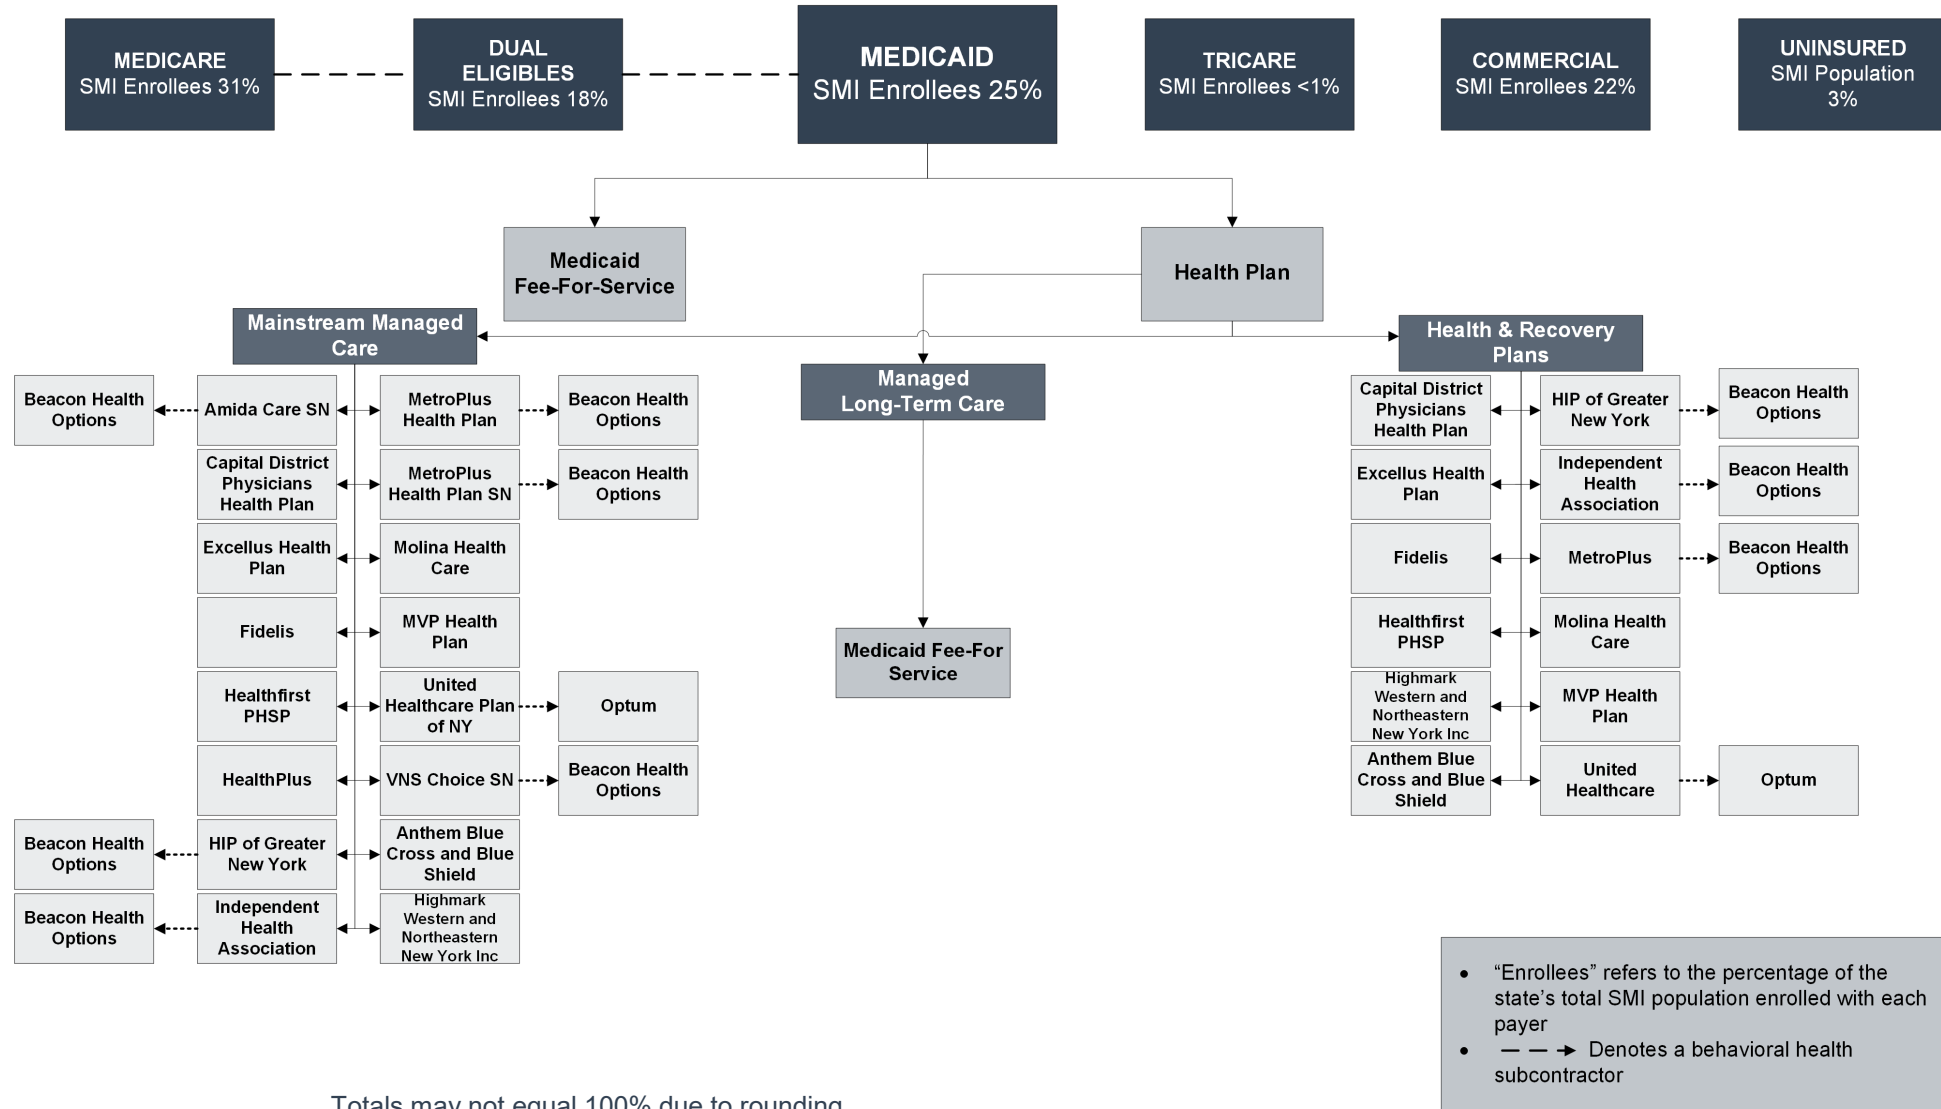 MEDICARE
SMI Enrollees 31%
DUAL
ELIGIBLES
SMI Enrollees 18%
MEDICAID
SMI Enrollees 25%
TRICARE
SMI Enrollees <1%
COMMERCIAL
SMI Enrollees 22%
UNINSURED
SMI Population
3%
Medicaid
Fee-For-Service
Health Plan
Mainstream Managed
Care
Managed
Long-Term Care
Health & Recovery
Plans
Beacon Health
Options
Amida Care SN
MetroPlus
Health Plan
Beacon Health
Options
Capital District
Physicians
Health Plan
MetroPlus
Health Plan SN
Beacon Health
Options
Excellus Health
Plan
Molina Health
Care
Fidelis
MVP Health
Plan
Healthfirst
PHSP
United
Healthcare Plan
of NY
Optum
HealthPlus
VNS Choice SN
Beacon Health
Options
Beacon Health
Options
HIP of Greater
New York
Anthem Blue
Cross and Blue
Shield
Beacon Health
Options
Independent
Health
Association
Highmark
Western and
Northeastern
New York Inc
Medicaid Fee-For
Service
Capital District
Physicians
Health Plan
HIP of Greater
New York
Beacon Health
Options
Excellus Health
Plan
Independent
Health
Association
Beacon Health
Options
Fidelis
MetroPlus
Beacon Health
Options
Healthfirst
PHSP
Molina Health
Care
Highmark
Western and
Northeastern
New York Inc
MVP Health
Plan
Anthem Blue
Cross and Blue
Shield
United
Healthcare
Optum
• “Enrollees” refers to the percentage of the
state’s total SMI population enrolled with each
payer
• Denotes a behavioral health
subcontractor
Totals may not equal 100% due to rounding